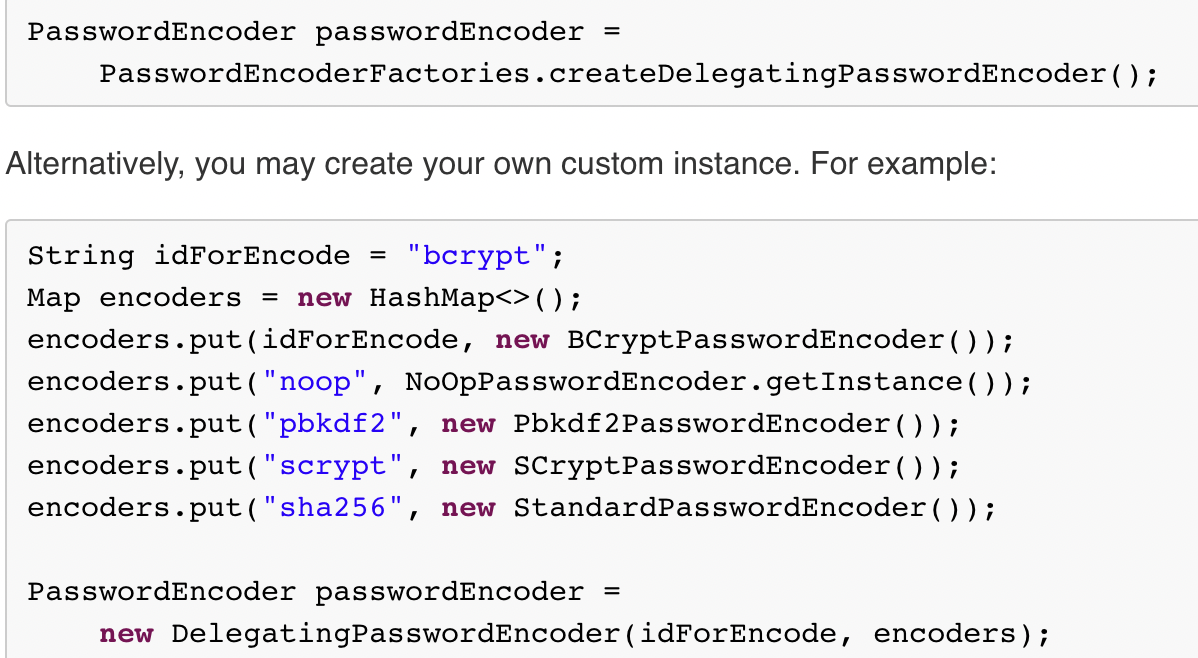 PasswordEncoder passwordEncoder =
    PasswordEncoderFactories.createDelegatingPasswordEncoder();
Alternatively, you may create your own custom instance. For example:
String idForEncode = "bcrypt";
Map encoders = new HashMap<>();
encoders.put(idForEncode, new BCryptPasswordEncoder());
encoders.put("noop", NoOpPasswordEncoder.getInstance());
encoders.put("pbkdf2", new Pbkdf2PasswordEncoder());
encoders.put("scrypt", new SCryptPasswordEncoder());
encoders.put("sha256", new StandardPasswordEncoder());
PasswordEncoder passwordEncoder =
    new DelegatingPasswordEncoder(idForEncode, encoders);